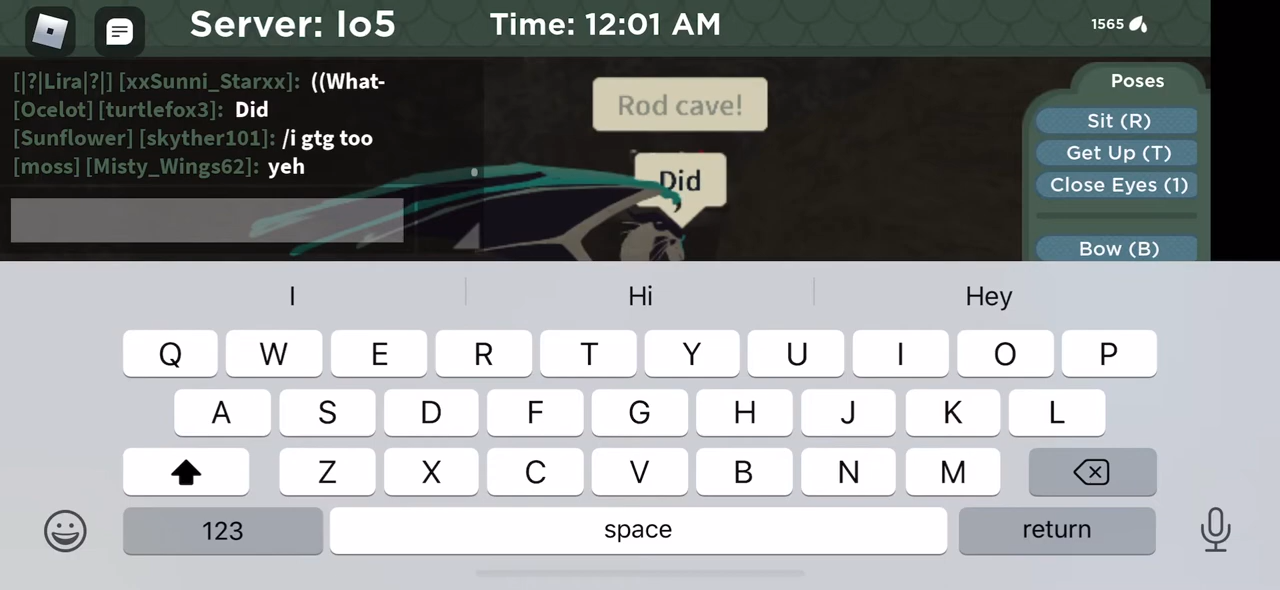 Server: Io5
Time: 12:01 AM
1565
[|?|Lira|?|] [xxSunni_Starxx]: ((What-
[Ocelot] [turtlefox3]: Did
[Sunflower] [skyther101]: /i gtg too
[moss] [Misty_Wings62]: yeh
Rod cave!
Did
Poses
Sit (R)
Get Up (T)
Close Eyes (1)
Bow (B)
I Hi Hey
Q W E R T Y U I O P
A S D F G H J K L
Z X C V B N M
123 space return